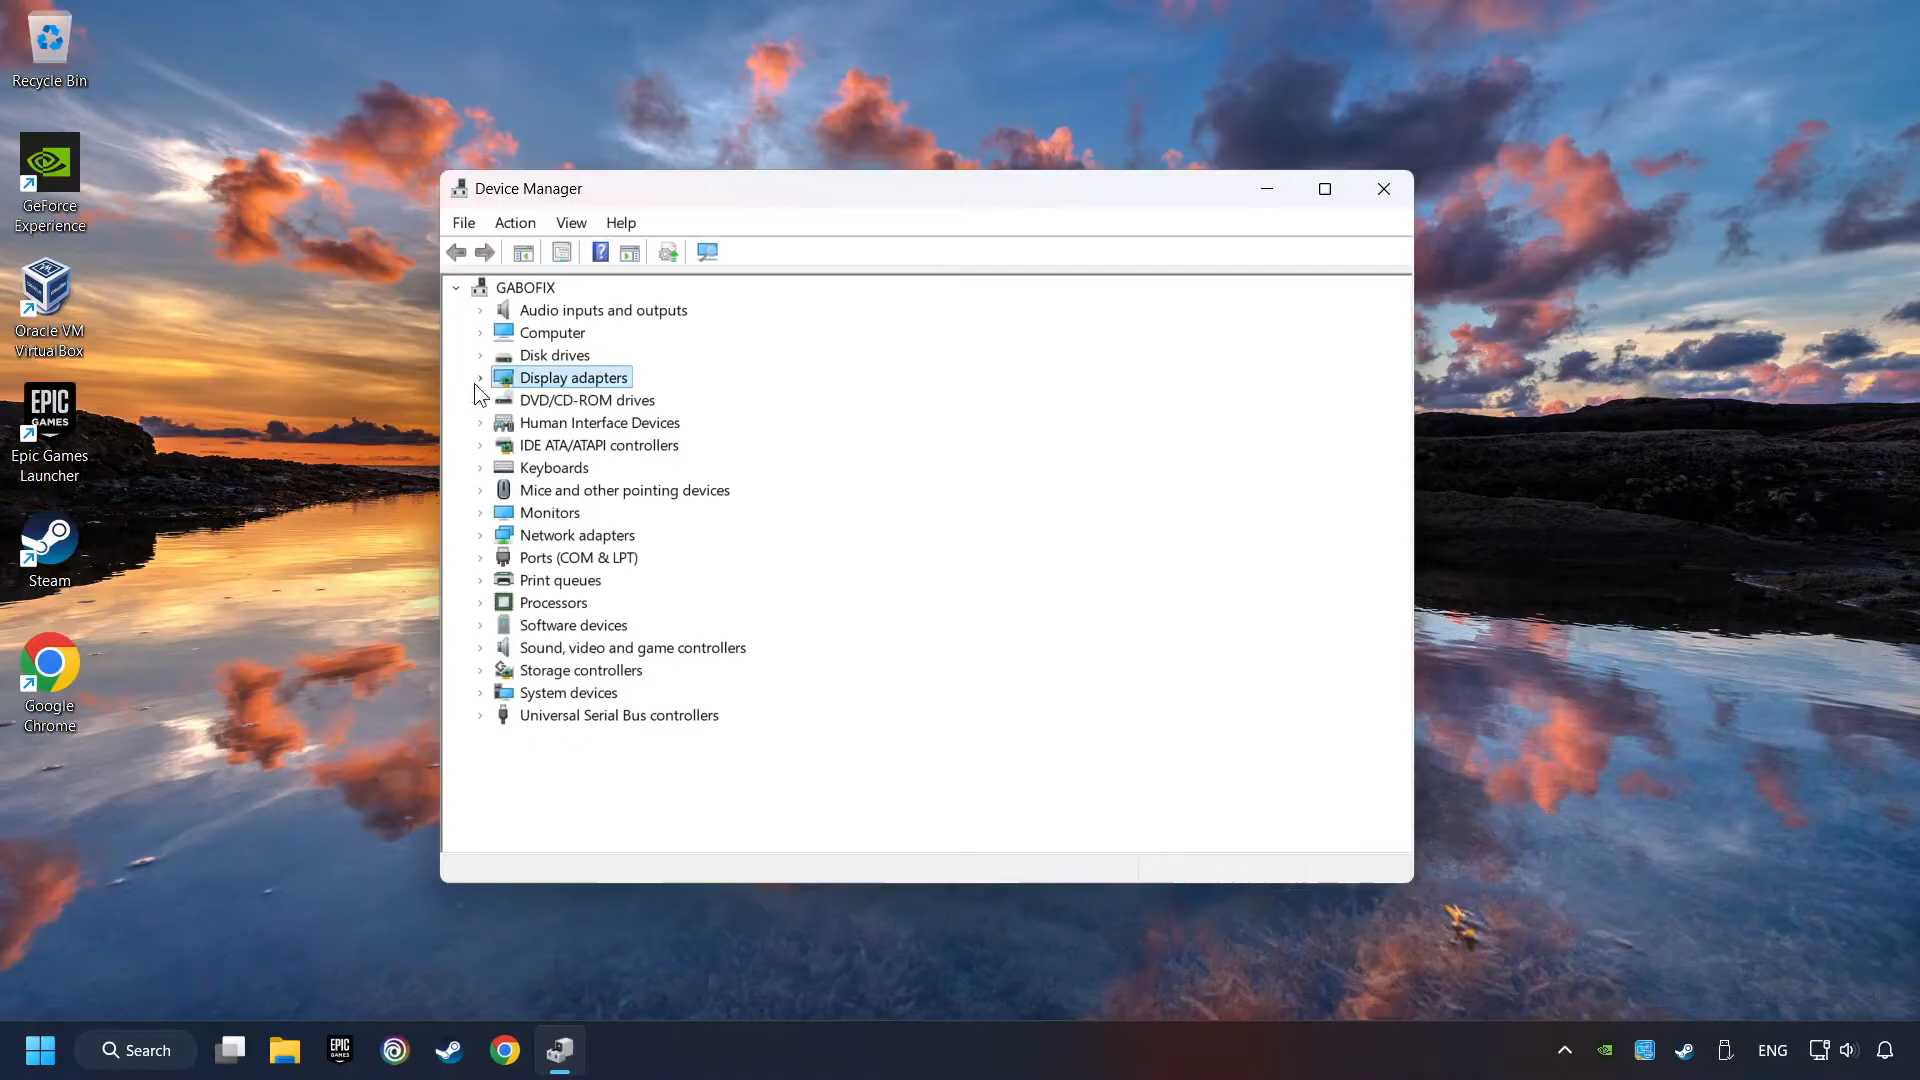 Recycle Bin
GeForce
Experience
Oracle VM
VirtualBox
EPIC
GAMES
Epic Games
Launcher
Steam
Google
Chrome
Device Manager
File Action View Help
GABOFIX
Audio inputs and outputs
Computer
Disk drives
Display adapters
DVD/CD-ROM drives
Human Interface Devices
IDE ATA/ATAPI controllers
Keyboards
Mice and other pointing devices
Monitors
Network adapters
Ports (COM & LPT)
Print queues
Processors
Software devices
Sound, video and game controllers
Storage controllers
System devices
Universal Serial Bus controllers
Search
EPIC
GAMES
ENG